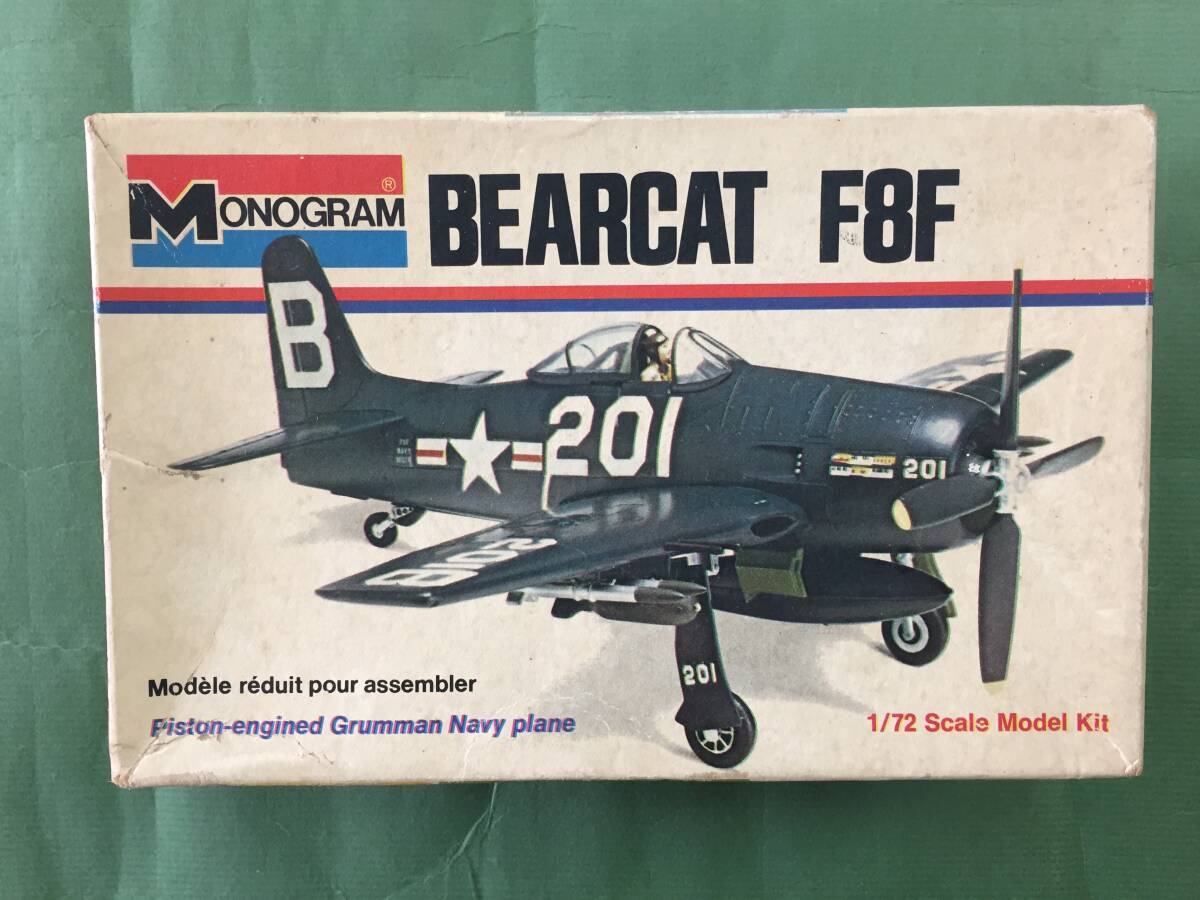 MONOGRAM ®
BEARCAT F8F
B
201
201
201B
201
Modèle réduit pour assembler
Piston-engined Grumman Navy plane
1/72 Scale Model Kit